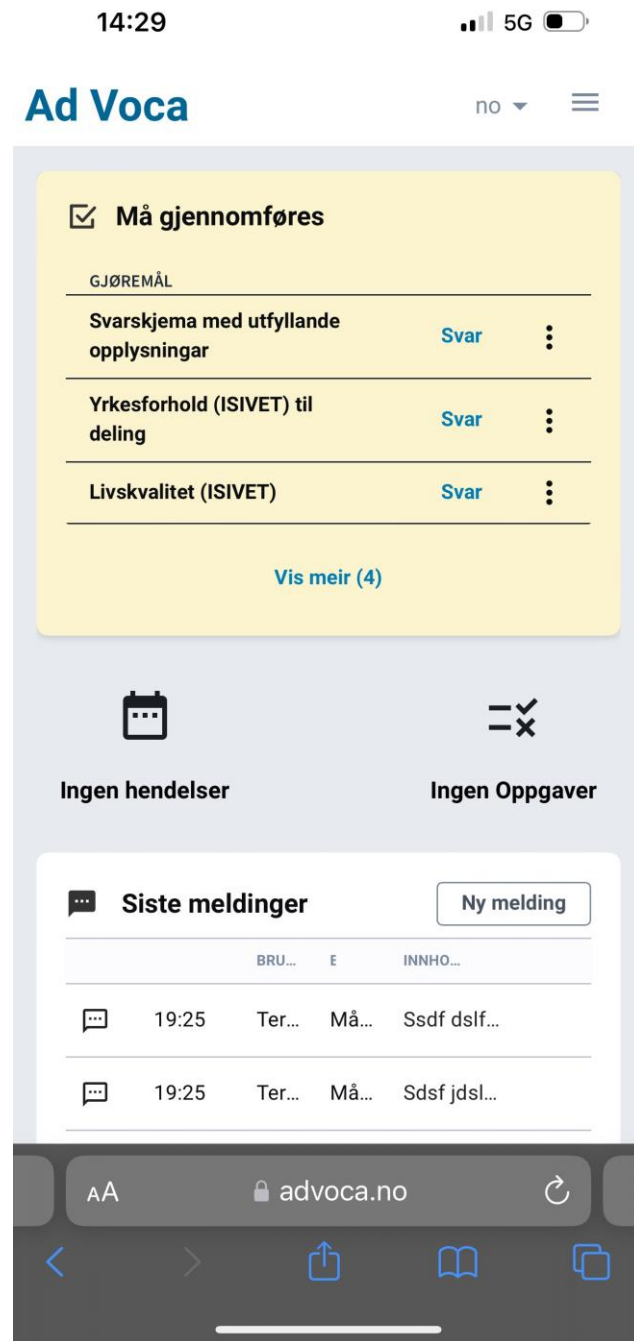 14:29 5G
Ad Voca no
Må gjennomføres
GJØREMÅL
Svarskjema med utfyllande
opplysningar
Svar
Yrkesforhold (ISIVET) til
deling
Svar
Livskvalitet (ISIVET) Svar
Vis meir (4)
Ingen hendelser Ingen Oppgaver
Siste meldinger Ny melding
BRU... E INNHO...
19:25 Ter... Må... Ssdf dslf...
19:25 Ter... Må... Sdsf jdsl...
AA advoca.no